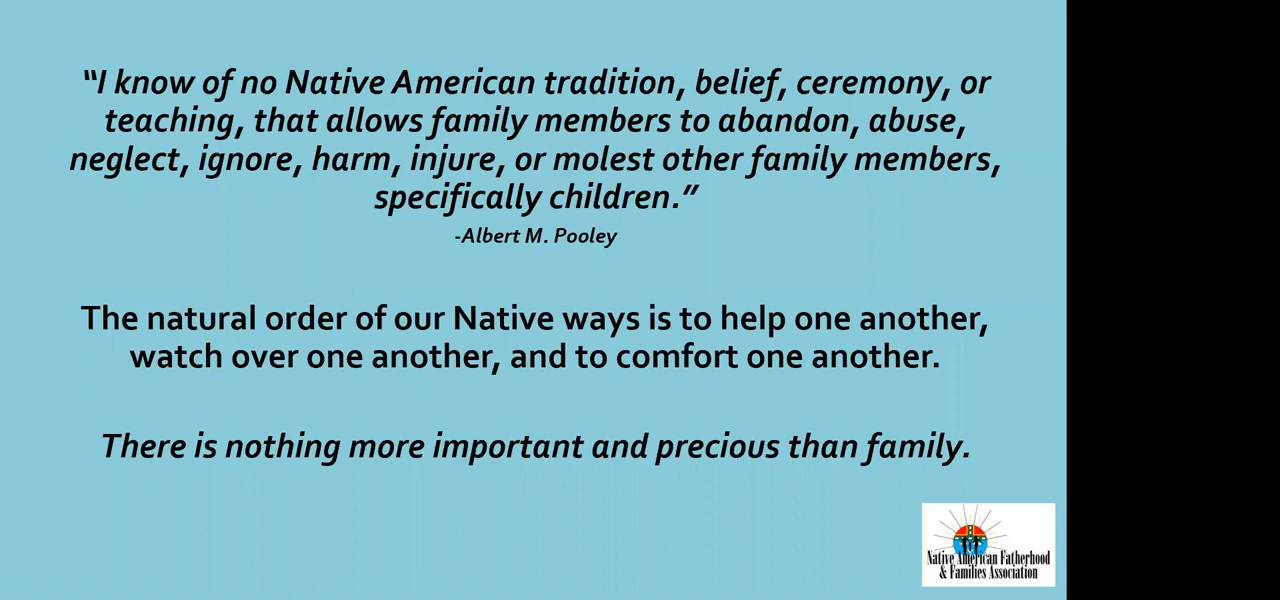 “I know of no Native American tradition, belief, ceremony, or
teaching, that allows family members to abandon, abuse,
neglect, ignore, harm, injure, or molest other family members,
specifically children.”
-Albert M. Pooley
The natural order of our Native ways is to help one another,
watch over one another, and to comfort one another.
There is nothing more important and precious than family.
Native American Fatherhood
& Families Association